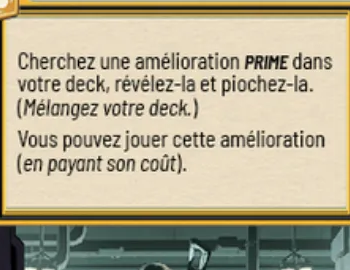 Cherchez une amélioration PRIME dans
votre deck, révélez-la et piochez-la.
(Mélangez votre deck.)
Vous pouvez jouer cette amélioration
(en payant son coût).